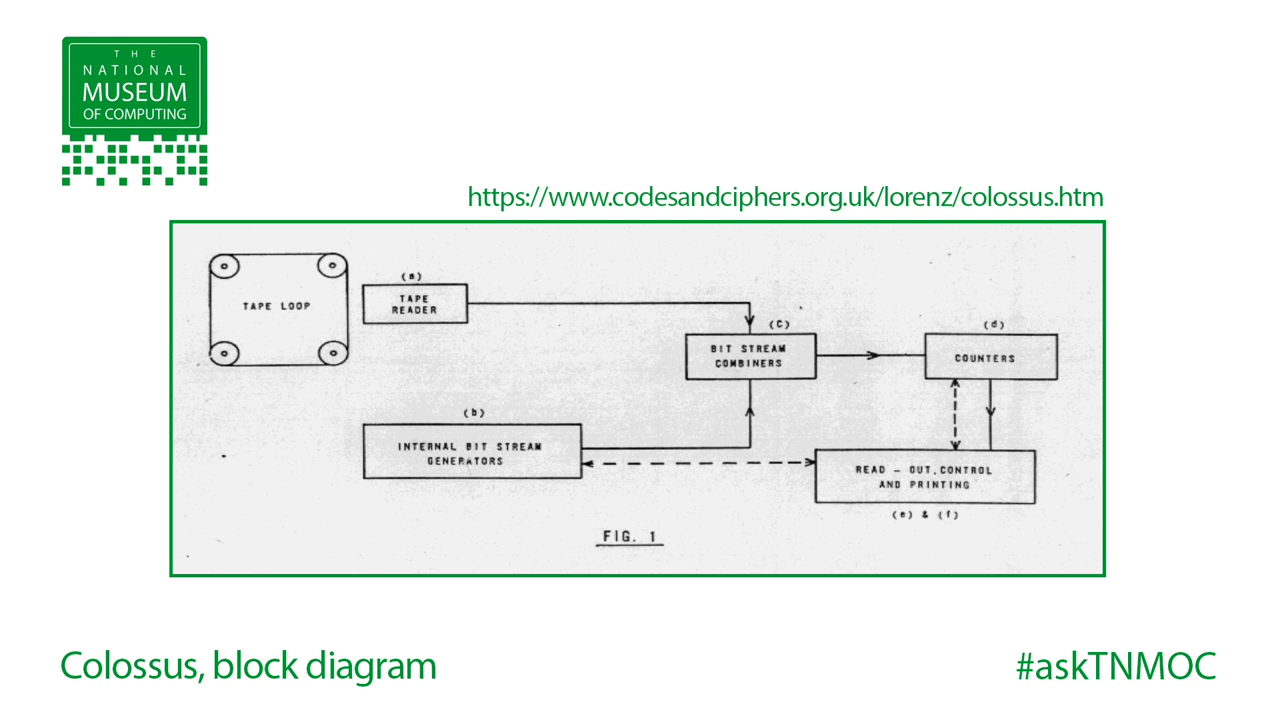 THE
NATIONAL
MUSEUM
OF COMPUTING
https://www.codesandciphers.org.uk/lorenz/colossus.htm
TAPE LOOP
(a)
TAPE
READER
(C)
BIT STREAM
COMBINERS
(d)
COUNTERS
(b)
INTERNAL BIT STREAM
GENERATORS
READ - OUT, CONTROL
AND PRINTING
(e) & (f)
FIG. 1
Colossus, block diagram
#askTNMOC